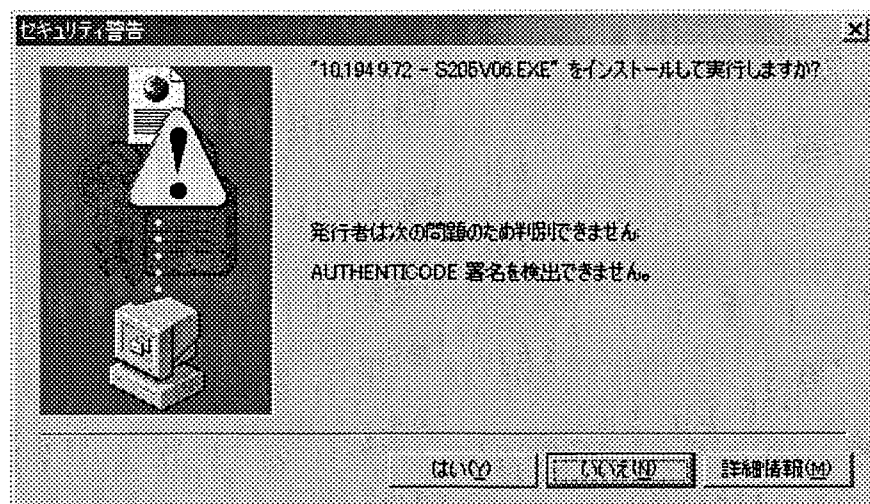 セキュリティ警告
"10.194.9.72 - S205V06.EXE" をインストールして実行しますか?
発行者は次の問題のため判別できません:
AUTHENTICODE 署名を検出できません。
はい(Y)
いいえ(N)
詳細情報(M)